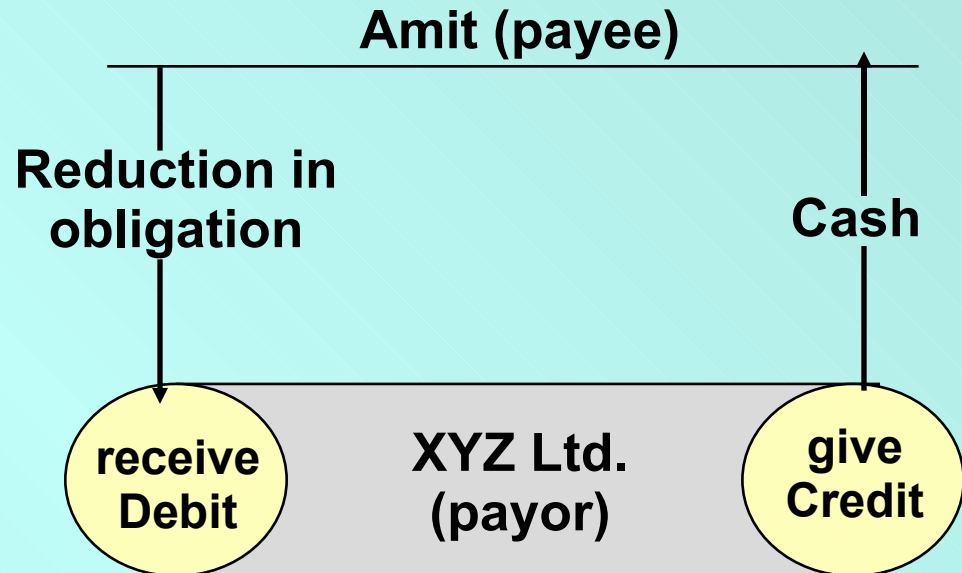 Amit (payee)
Reduction in
obligation
Cash
receive
Debit
XYZ Ltd.
(payor)
give
Credit